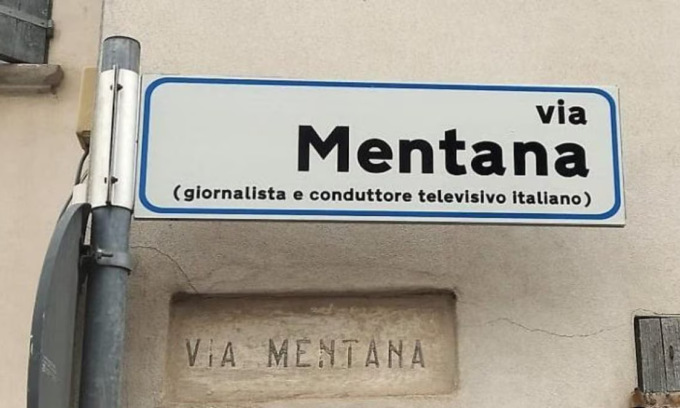 via
Mentana
(giornalista e conduttore televisivo italiano)
VIA MENTANA